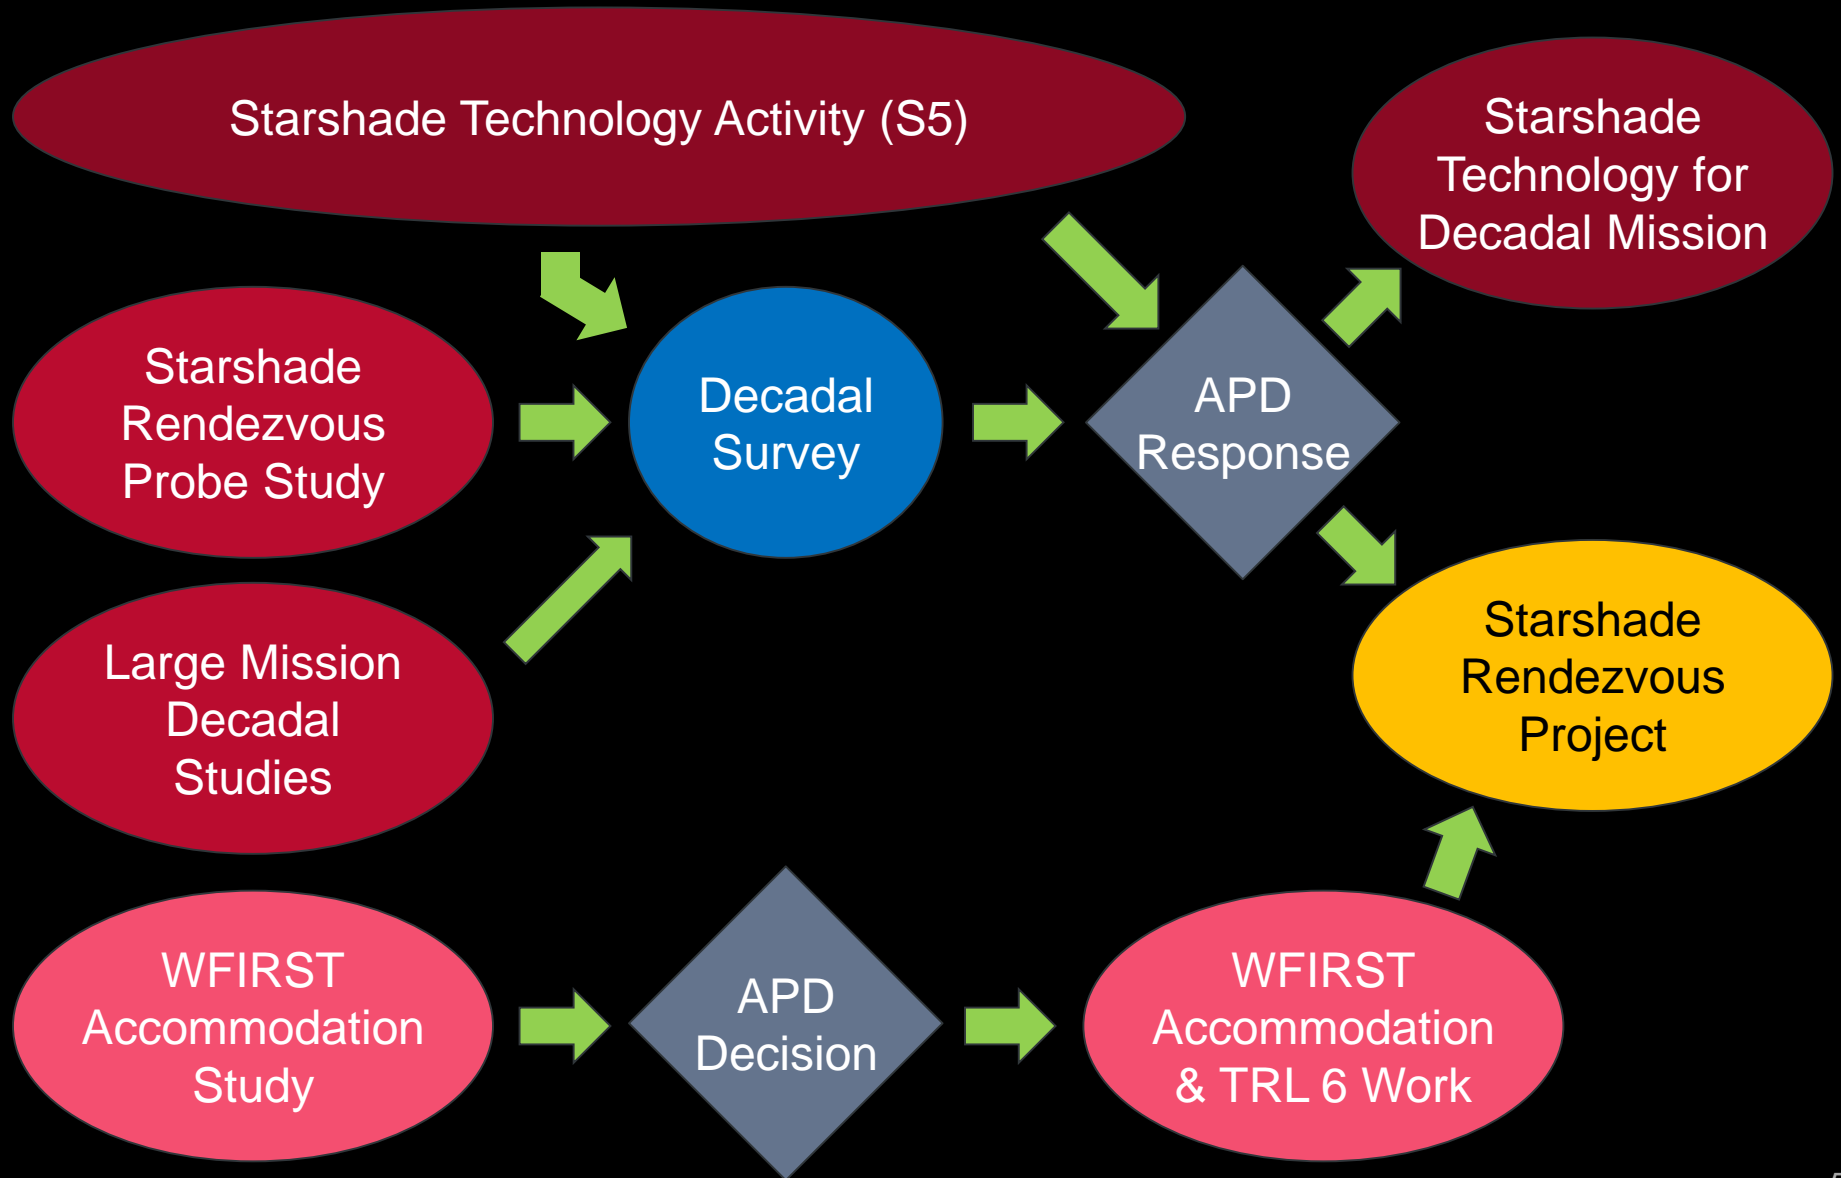 Starshade Technology Activity (S5)
Starshade
Technology for
Decadal Mission
Starshade
Rendezvous
Probe Study
Decadal
Survey
APD
Response
Large Mission
Decadal
Studies
Starshade
Rendezvous
Project
WFIRST
Accommodation
Study
APD
Decision
WFIRST
Accommodation
& TRL 6 Work